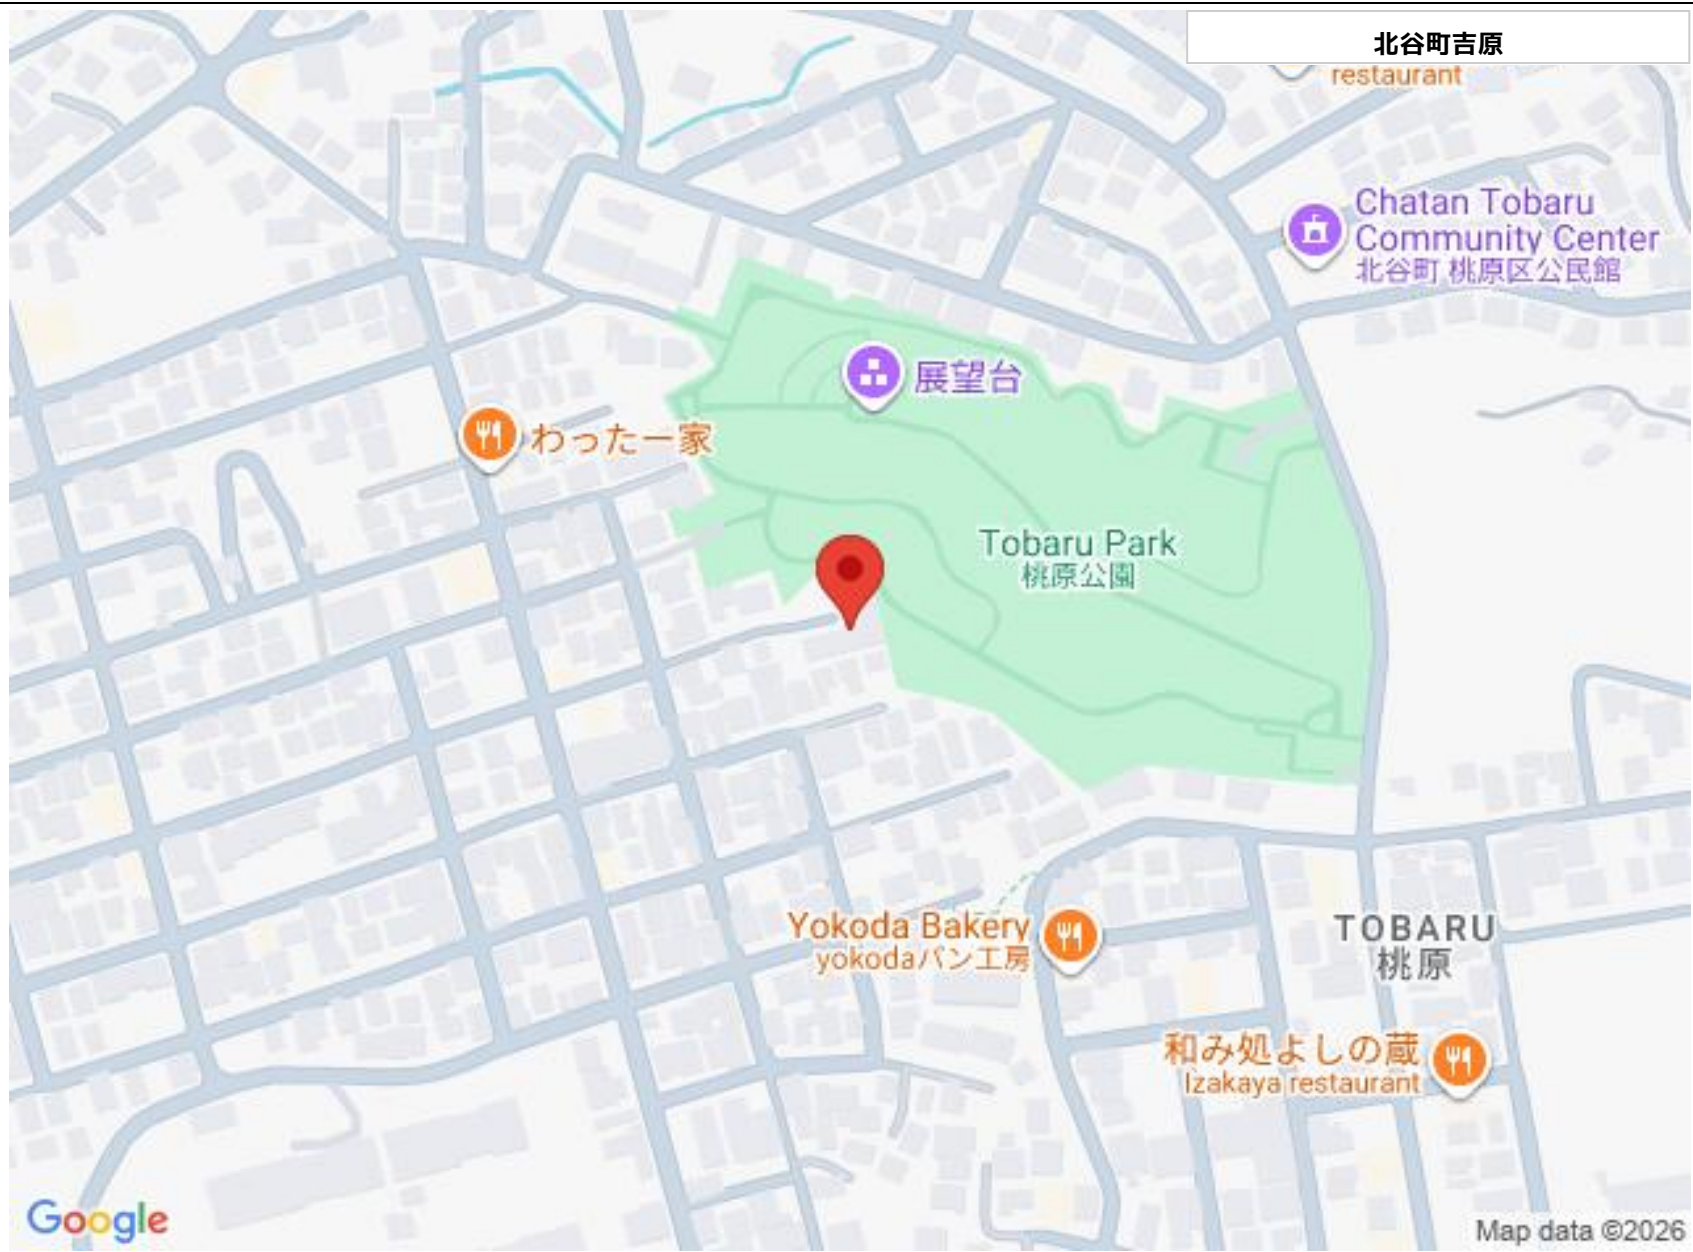 北谷町吉原
restaurant
Chatan Tobaru
Community Center
北谷町 桃原区公民館
展望台
わったー家
Tobaru Park
桃原公園
Yokoda Bakery
yokodaパン工房
TOBARU
桃原
和み処よしの蔵
Izakaya restaurant
Google
Map data ©2026